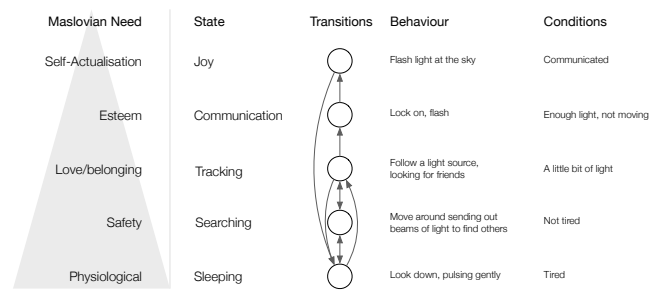 Maslovian Need State Transitions Behaviour Conditions
Self-Actualisation Joy Flash light at the sky Communicated
Esteem Communication Lock on, flash Enough light, not moving
Love/belonging Tracking Follow a light source,
looking for friends A little bit of light
Safety Searching Move around sending out
beams of light to find others Not tired
Physiological Sleeping Look down, pulsing gently Tired